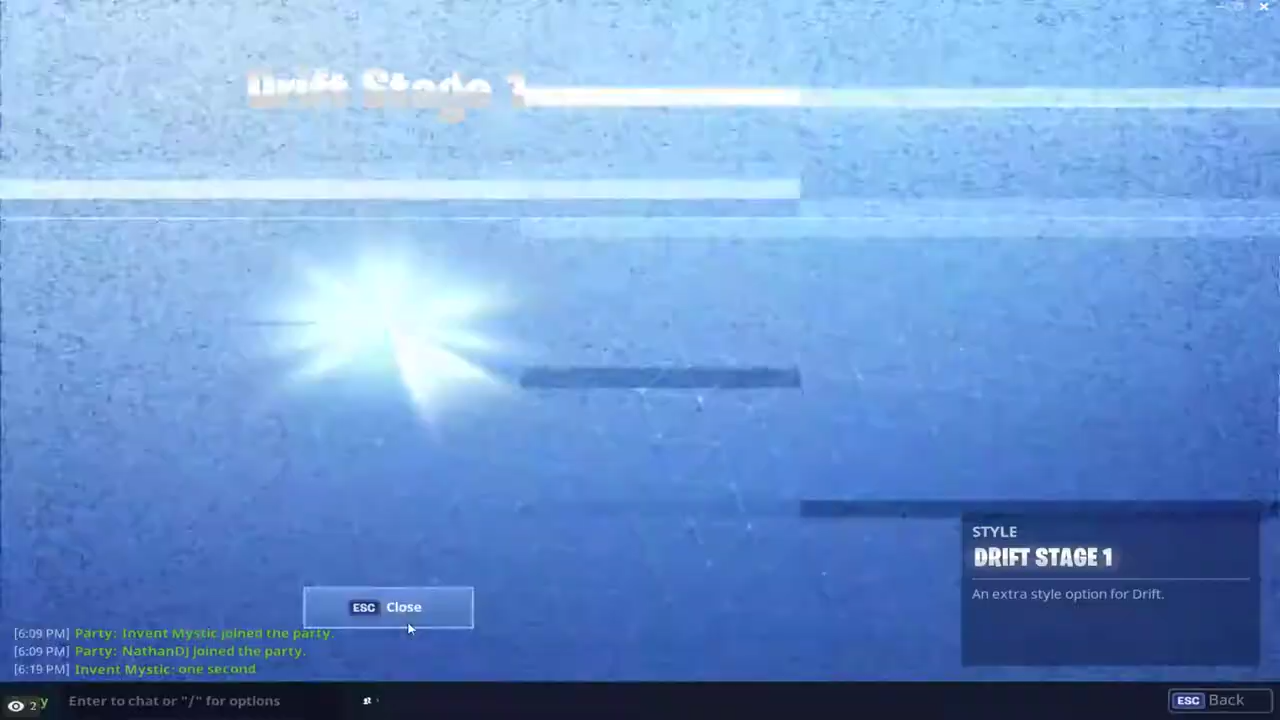 Drift Stage 1
STYLE
DRIFT STAGE 1
An extra style option for Drift.
ESC Close
[6:09 PM] Party: Invent Mystic joined the party.
[6:09 PM] Party: NathanDJ joined the party.
[6:19 PM] Invent Mystic: one second
2
Enter to chat or "/" for options
ESC Back